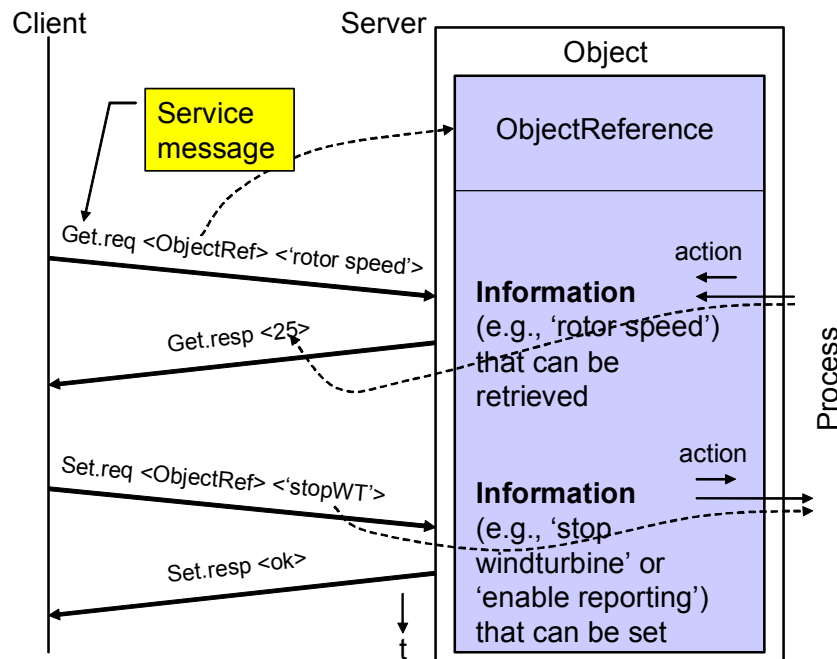 Client
Server
Object
Service
message
ObjectReference
Get.req <ObjectRef> <‘rotor speed’>
action
Information
(e.g., ‘rotor speed’)
that can be
retrieved
Get.resp <25>
Process
Set.req <ObjectRef> <‘stopWT’>
action
Information
(e.g., ‘stop
windturbine’ or
‘enable reporting’)
that can be set
Set.resp <ok>
t